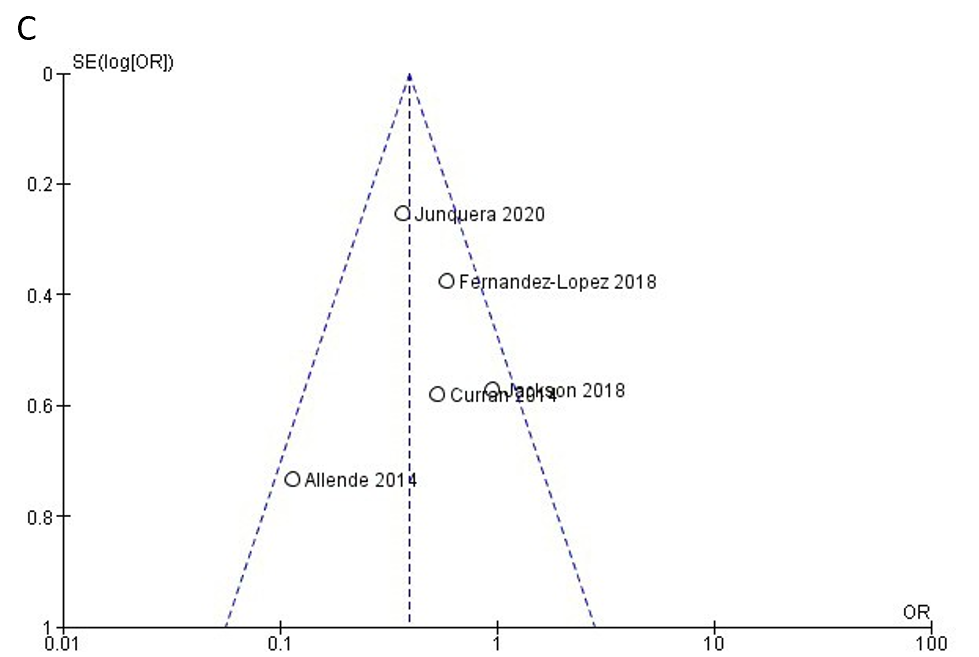 C
SE(log[OR])
0
0.2
Junquera 2020
Fernandez-Lopez 2018
0.4
Jackson 2018
Curran 2014
0.6
Allende 2014
0.8
1
OR
0.01
0.1
1
10
100